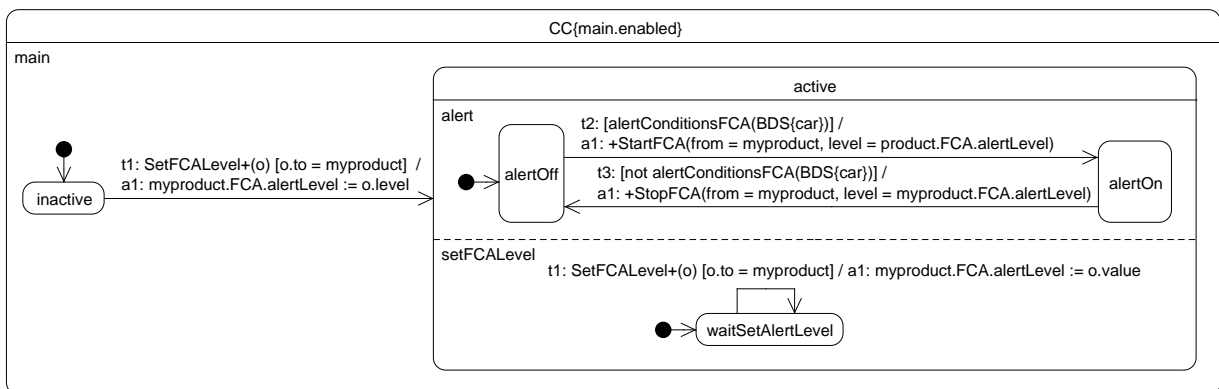 CC{main.enabled}
main
active
alert
t2: [alertConditionsFCA(BDS{car})] /
a1: +StartFCA(from = myproduct, level = product.FCA.alertLevel)
t1: SetFCALevel+(o) [o.to = myproduct] /
a1: myproduct.FCA.alertLevel := o.level
inactive
alertOff
t3: [not alertConditionsFCA(BDS{car})] /
a1: +StopFCA(from = myproduct, level = myproduct.FCA.alertLevel)
alertOn
setFCALevel
t1: SetFCALevel+(o) [o.to = myproduct] / a1: myproduct.FCA.alertLevel := o.value
waitSetAlertLevel